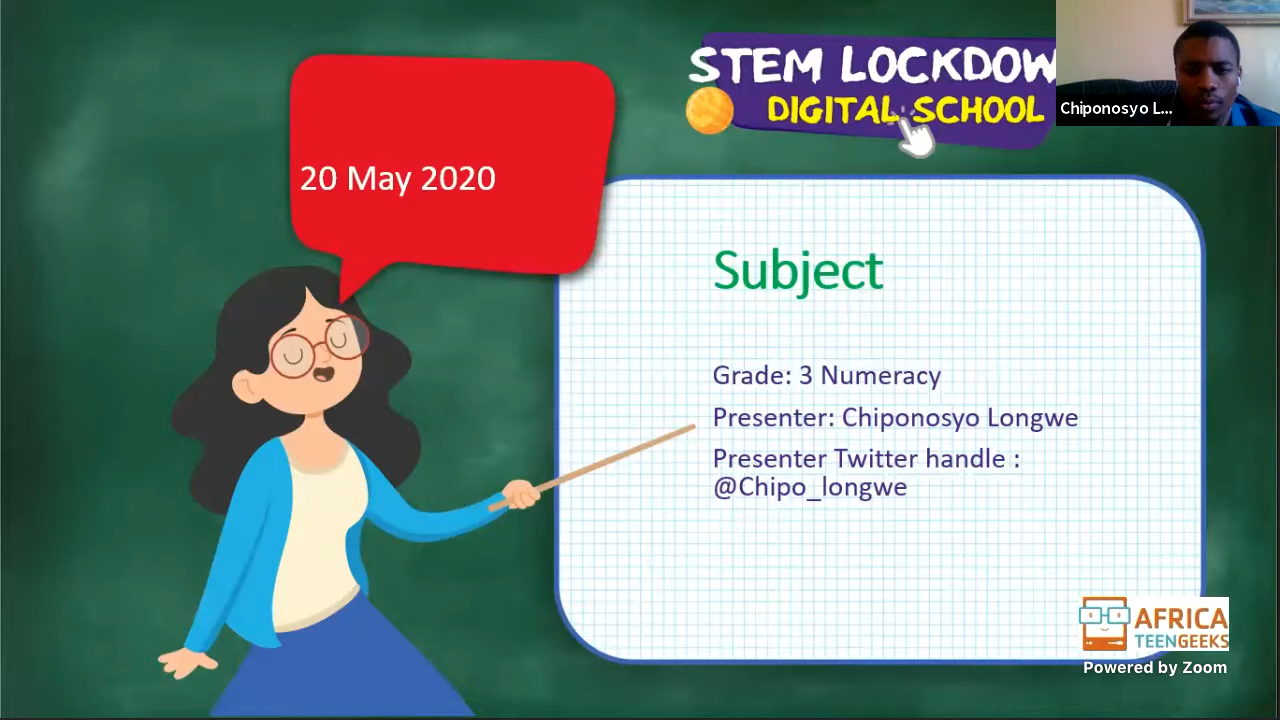 STEM LOCKDOW
DIGITAL SCHOOL
Chiponosyo L...
20 May 2020
Subject
Grade: 3 Numeracy
Presenter: Chiponosyo Longwe
Presenter Twitter handle :
@Chipo_longwe
AFRICA
TEENGEEKS
Powered by Zoom